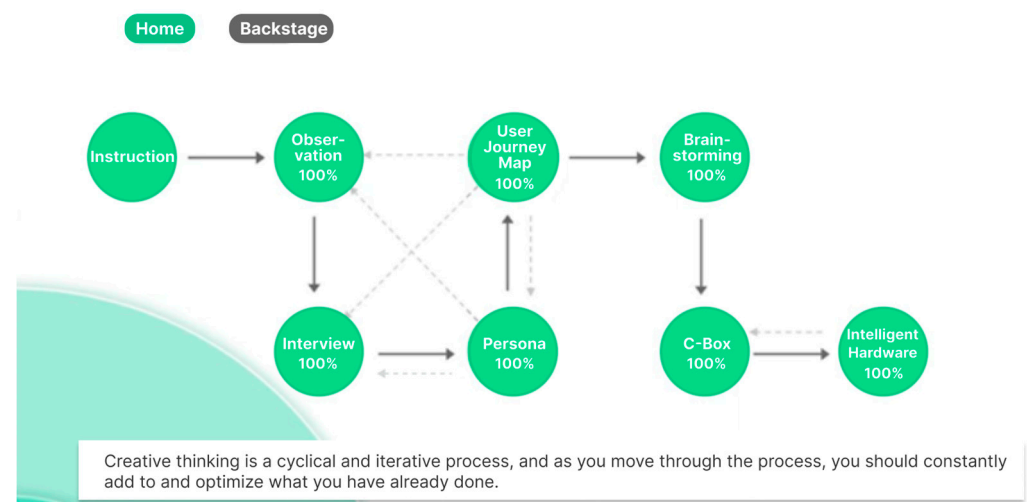 Home
Backstage
Instruction
Obser-
vation
100%
User
Journey
Map
100%
Brain-
storming
100%
Interview
100%
Persona
100%
C-Box
100%
Intelligent
Hardware
100%
Creative thinking is a cyclical and iterative process, and as you move through the process, you should constantly
add to and optimize what you have already done.